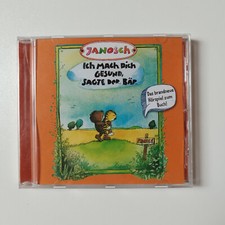 JANOSCH
ICH MACH DICH
GESUND,
SAGTE DER BÄR
Das brandneue
Hörspiel zum
Buch!